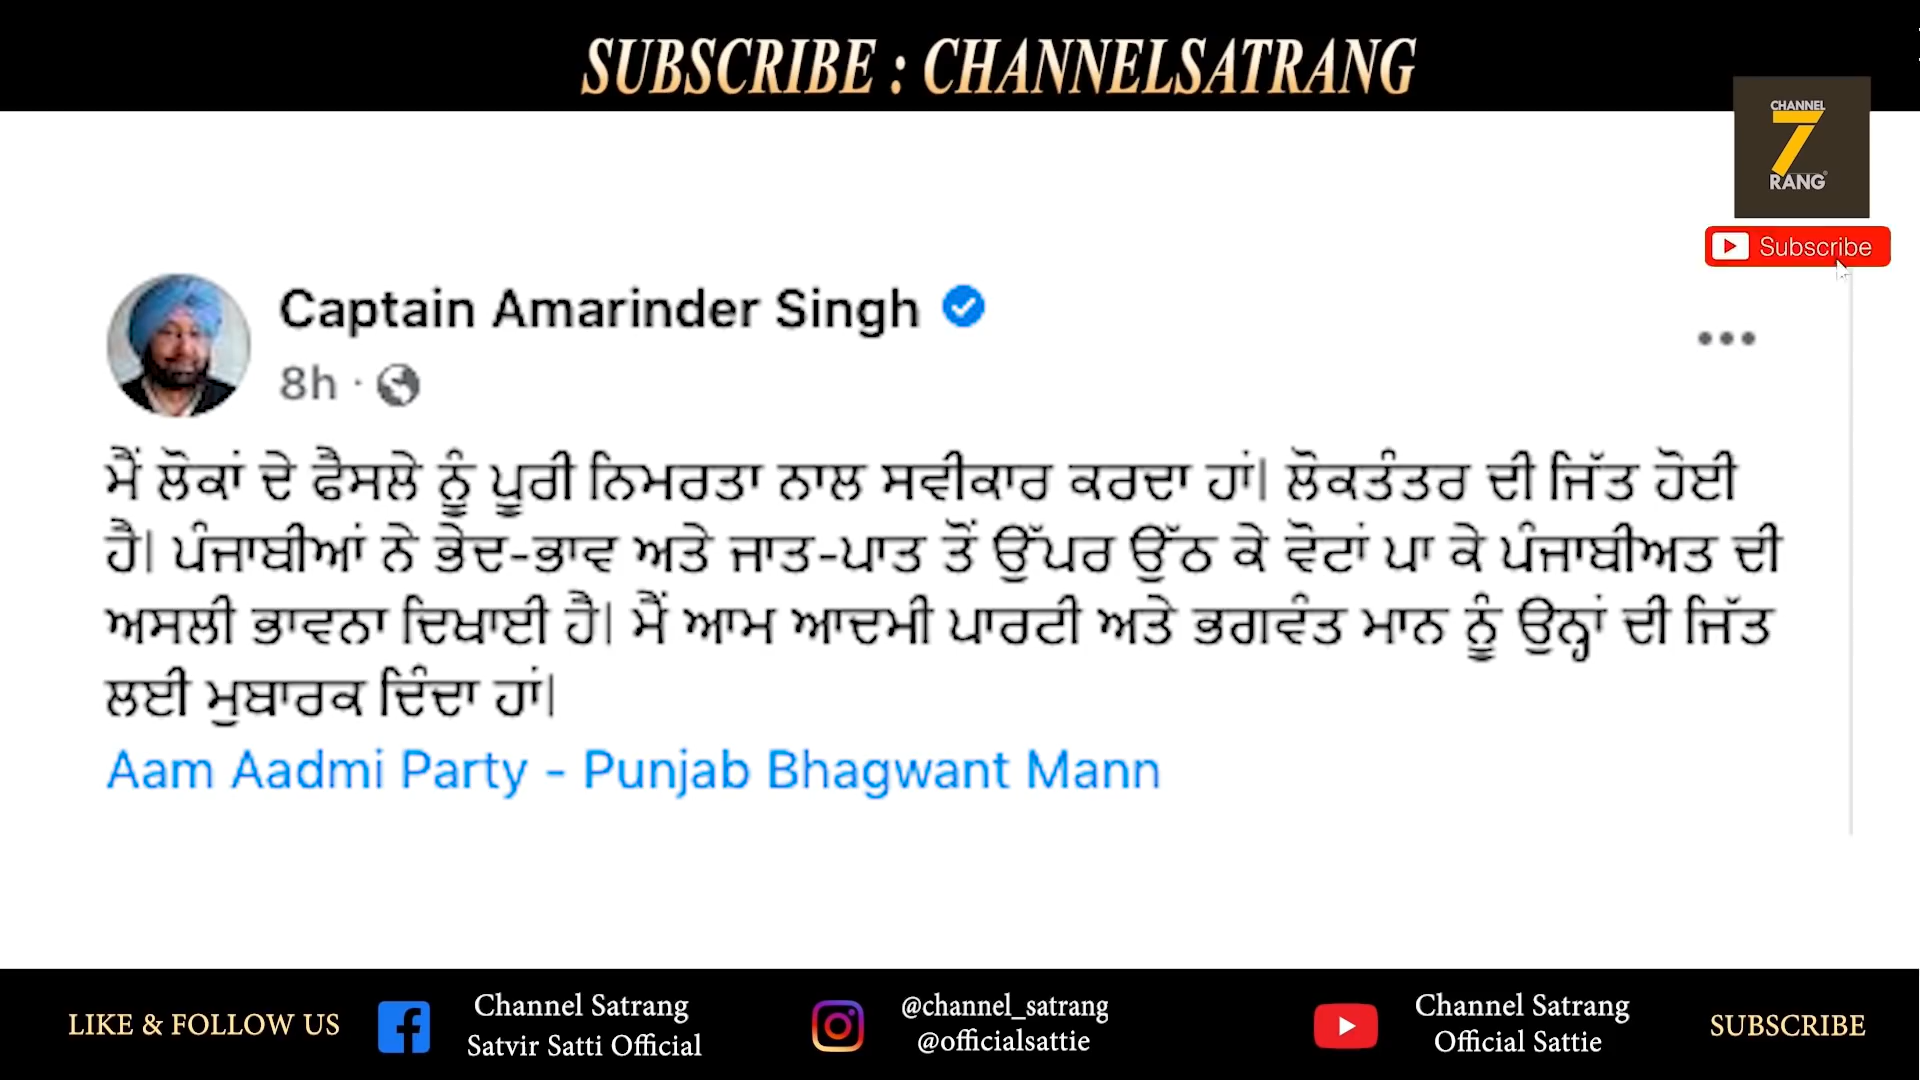 SUBSCRIBE : CHANNELSATRANG
CHANNEL
7
RANG
Subscribe
Captain Amarinder Singh
8h ·
ਮੈਂ ਲੋਕਾਂ ਦੇ ਫੈਸਲੇ ਨੂੰ ਪੂਰੀ ਨਿਮਰਤਾ ਨਾਲ ਸਵੀਕਾਰ ਕਰਦਾ ਹਾਂ| ਲੋਕਤੰਤਰ ਦੀ ਜਿੱਤ ਹੋਈ
ਹੈ| ਪੰਜਾਬੀਆਂ ਨੇ ਭੇਦ-ਭਾਵ ਅਤੇ ਜਾਤ-ਪਾਤ ਤੋਂ ਉੱਪਰ ਉੱਠ ਕੇ ਵੋਟਾਂ ਪਾ ਕੇ ਪੰਜਾਬੀਅਤ ਦੀ
ਅਸਲੀ ਭਾਵਨਾ ਦਿਖਾਈ ਹੈ| ਮੈਂ ਆਮ ਆਦਮੀ ਪਾਰਟੀ ਅਤੇ ਭਗਵੰਤ ਮਾਨ ਨੂੰ ਉਨ੍ਹਾਂ ਦੀ ਜਿੱਤ
ਲਈ ਮੁਬਾਰਕ ਦਿੰਦਾ ਹਾਂ|
Aam Aadmi Party - Punjab Bhagwant Mann
LIKE & FOLLOW US
Channel Satrang
Satvir Satti Official
@channel_satrang
@officialsattie
Channel Satrang
Official Sattie
SUBSCRIBE